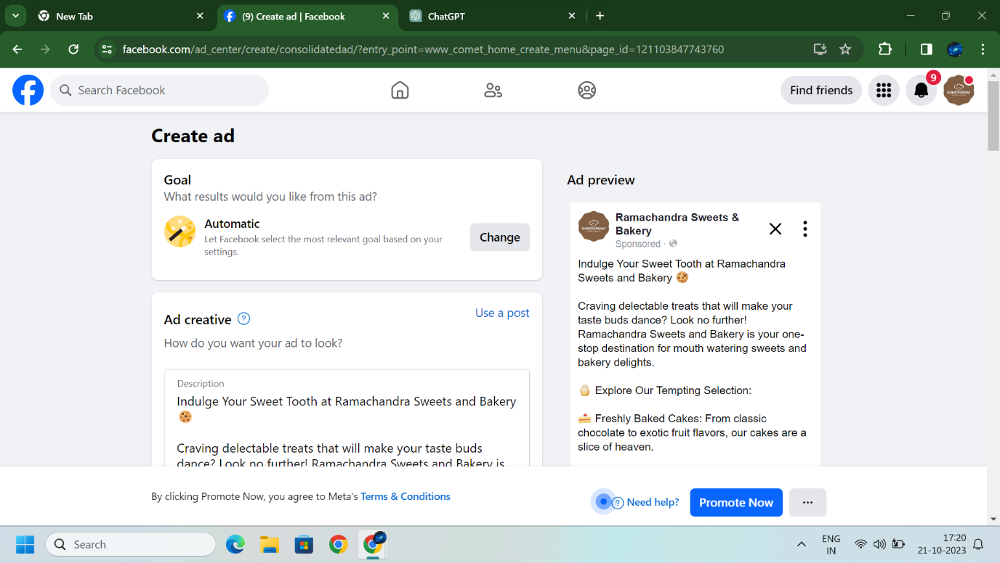 New Tab
(9) Create ad | Facebook
ChatGPT
facebook.com/ad_center/create/consolidatedad/?entry_point=www_comet_home_create_menu&page_id=121103847743760
Search Facebook
Find friends
9
Create ad
Goal
What results would you like from this ad?
Automatic
Let Facebook select the most relevant goal based on your
settings.
Change
Ad creative
Use a post
How do you want your ad to look?
Description
Indulge Your Sweet Tooth at Ramachandra Sweets and Bakery
🍪
Craving delectable treats that will make your taste buds
dance? Look no further! Ramachandra Sweets and Bakery is
Ad preview
Ramachandra Sweets &
Bakery
Sponsored ·
Indulge Your Sweet Tooth at Ramachandra
Sweets and Bakery 🍪
Craving delectable treats that will make your
taste buds dance? Look no further!
Ramachandra Sweets and Bakery is your one-
stop destination for mouth watering sweets and
bakery delights.
🧁 Explore Our Tempting Selection:
🍰 Freshly Baked Cakes: From classic
chocolate to exotic fruit flavors, our cakes are a
slice of heaven.
By clicking Promote Now, you agree to Meta's Terms & Conditions
Need help?
Promote Now
Search
ENG
IN
17:20
21-10-2023